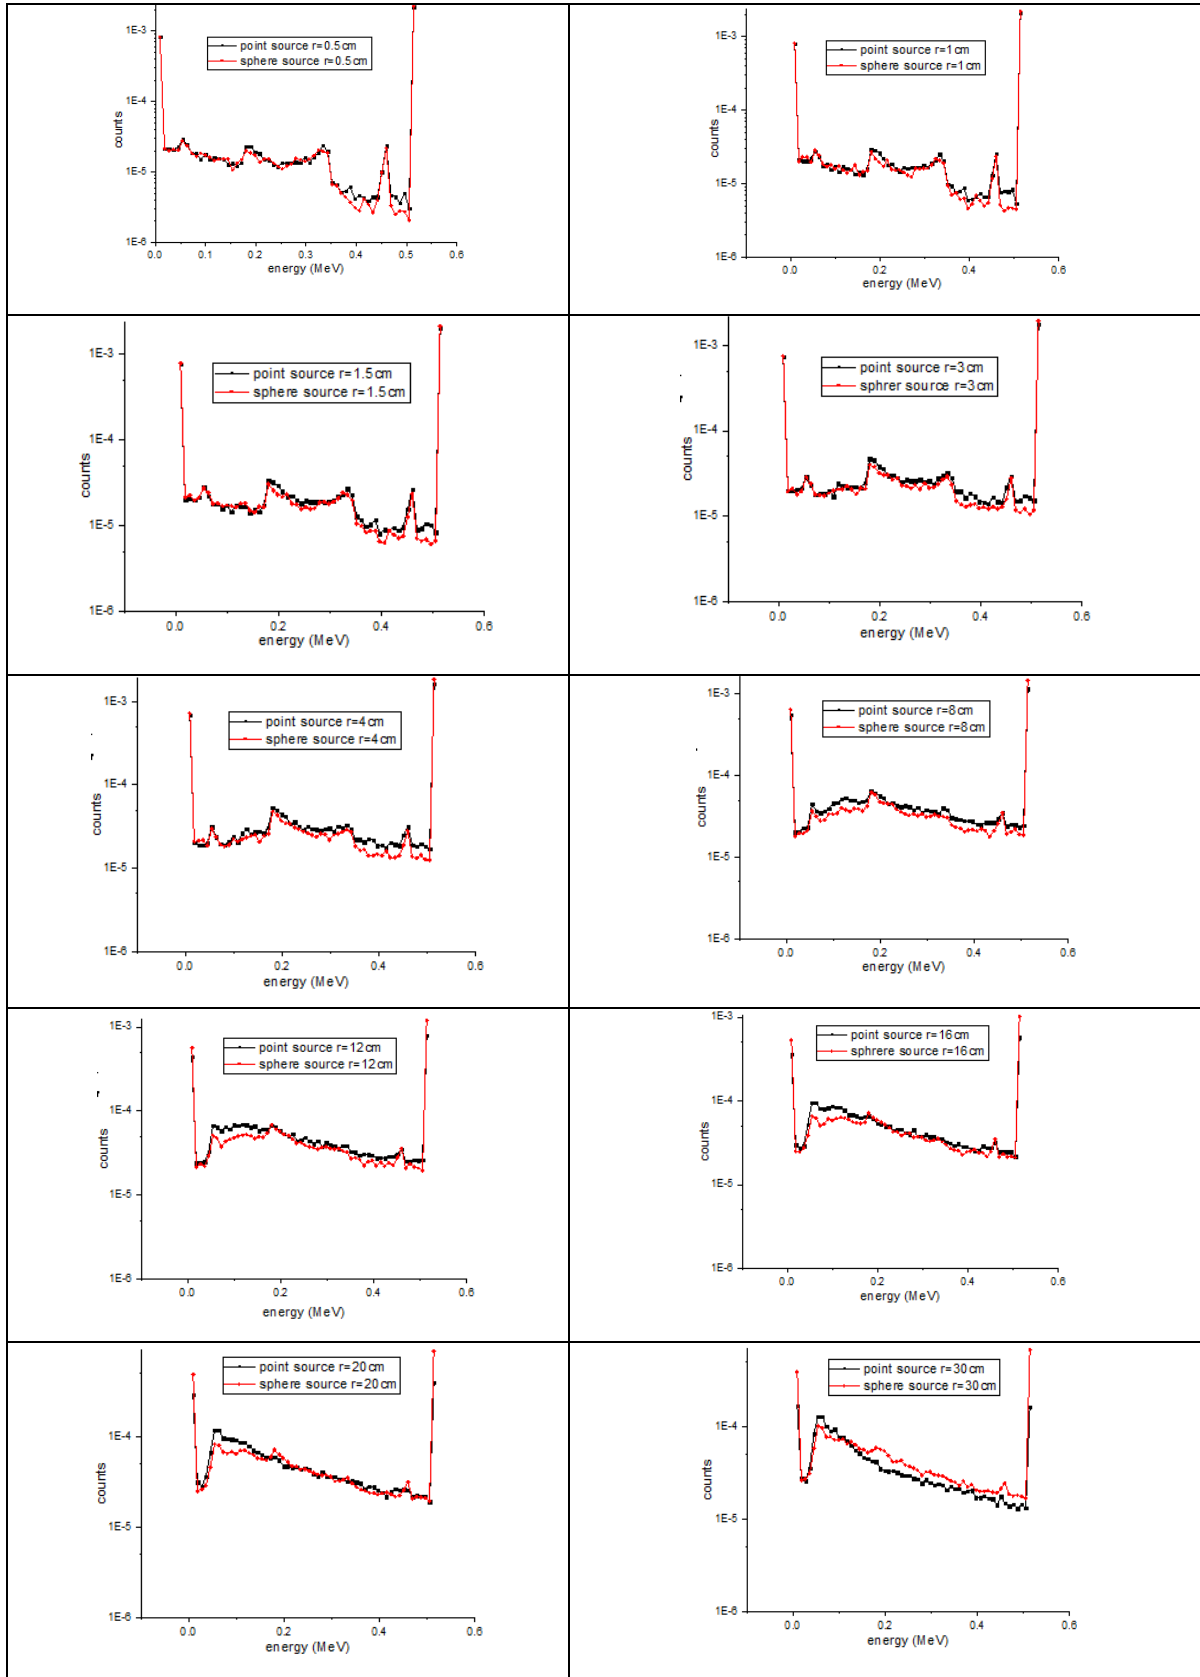 1E-3
point source r=0.5cm
sphere source r=0.5cm
1E-4
counts
1E-5
1E-6
0.0 0.1 0.2 0.3 0.4 0.5 0.6
energy (MeV)
1E-3
point source r=1cm
sphere source r=1cm
1E-4
counts
1E-5
1E-6
0.0 0.2 0.4 0.6
energy (MeV)
1E-3
point source r=1.5cm
sphere source r=1.5cm
1E-4
counts
1E-5
1E-6
0.0 0.2 0.4 0.6
energy (MeV)
1E-3
point source r=3cm
sphrer source r=3cm
1E-4
counts
1E-5
1E-6
0.0 0.2 0.4 0.6
energy (MeV)
1E-3
point source r=4cm
sphere source r=4cm
1E-4
counts
1E-5
1E-6
0.0 0.2 0.4 0.6
energy (MeV)
1E-3
point source r=8cm
sphere source r=8cm
1E-4
counts
1E-5
1E-6
0.0 0.2 0.4 0.6
energy (MeV)
1E-3
point source r=12cm
sphere source r=12cm
1E-4
counts
1E-5
1E-6
0.0 0.2 0.4 0.6
energy (MeV)
1E-3
point source r=16cm
sphrere source r=16cm
1E-4
counts
1E-5
1E-6
0.0 0.2 0.4 0.6
energy (MeV)
point source r=20cm
sphere source r=20cm
1E-4
counts
1E-5
1E-6
0.0 0.2 0.4 0.6
energy (MeV)
point source r=30cm
sphere source r=30cm
1E-4
counts
1E-5
1E-6
0.0 0.2 0.4 0.6
energy (MeV)